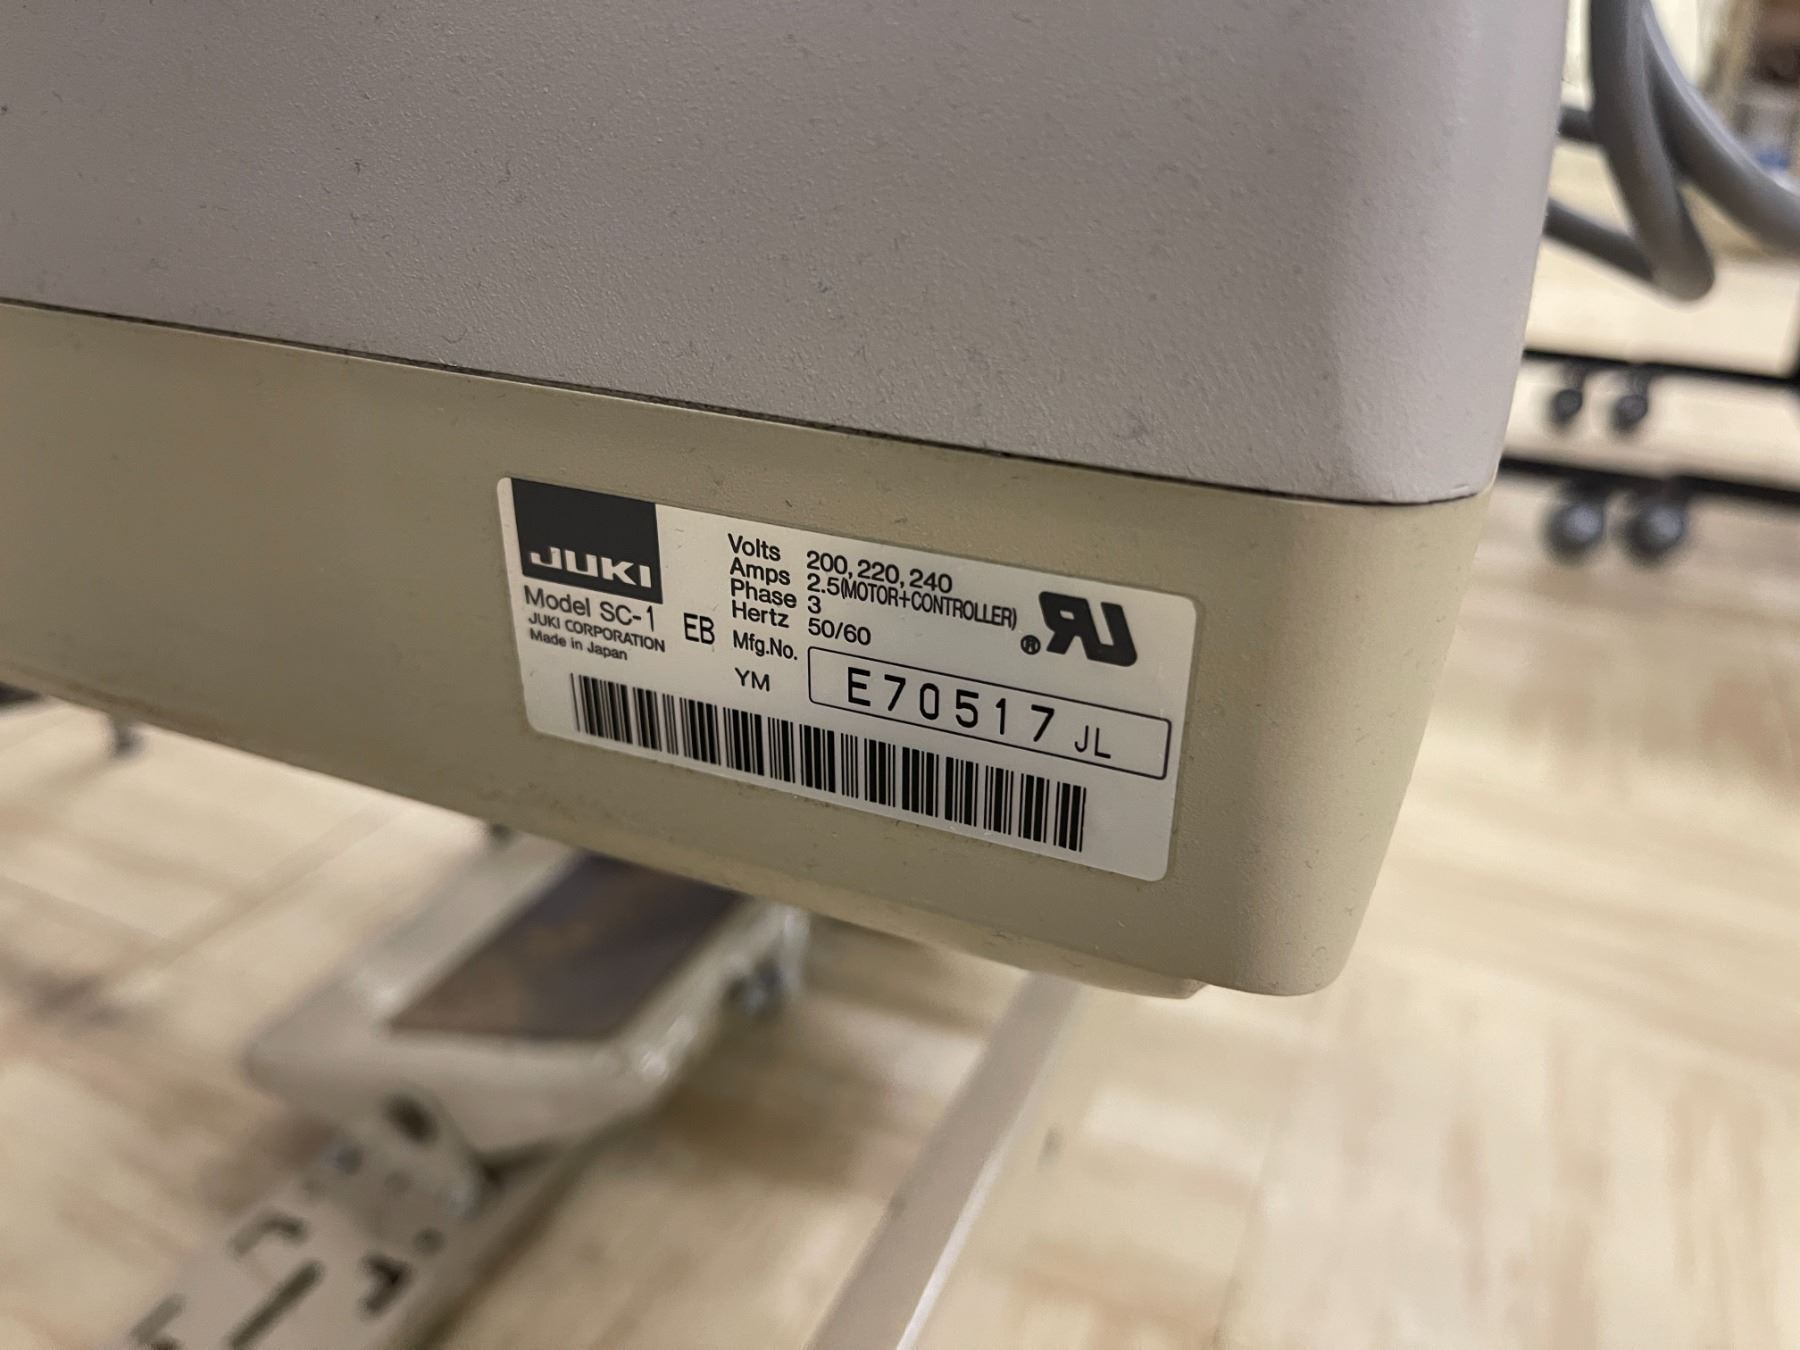 JUKI
Model SC-1
JUKI CORPORATION
Made in Japan
EB
Volts 200, 220, 240
Amps 2.5(MOTOR+CONTROLLER)
Phase 3
Hertz 50/60
Mfg.No.
YM
E70517 JL
RU ®